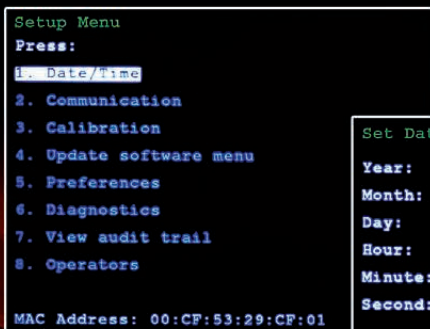 Setup Menu
Press:
1. Date/Time
2. Communication
3. Calibration
4. Update software menu
5. Preferences
6. Diagnostics
7. View audit trail
8. Operators
MAC Address: 00:CF:53:29:CF:01
Set Dat
Year:
Month:
Day:
Hour:
Minute:
Second: